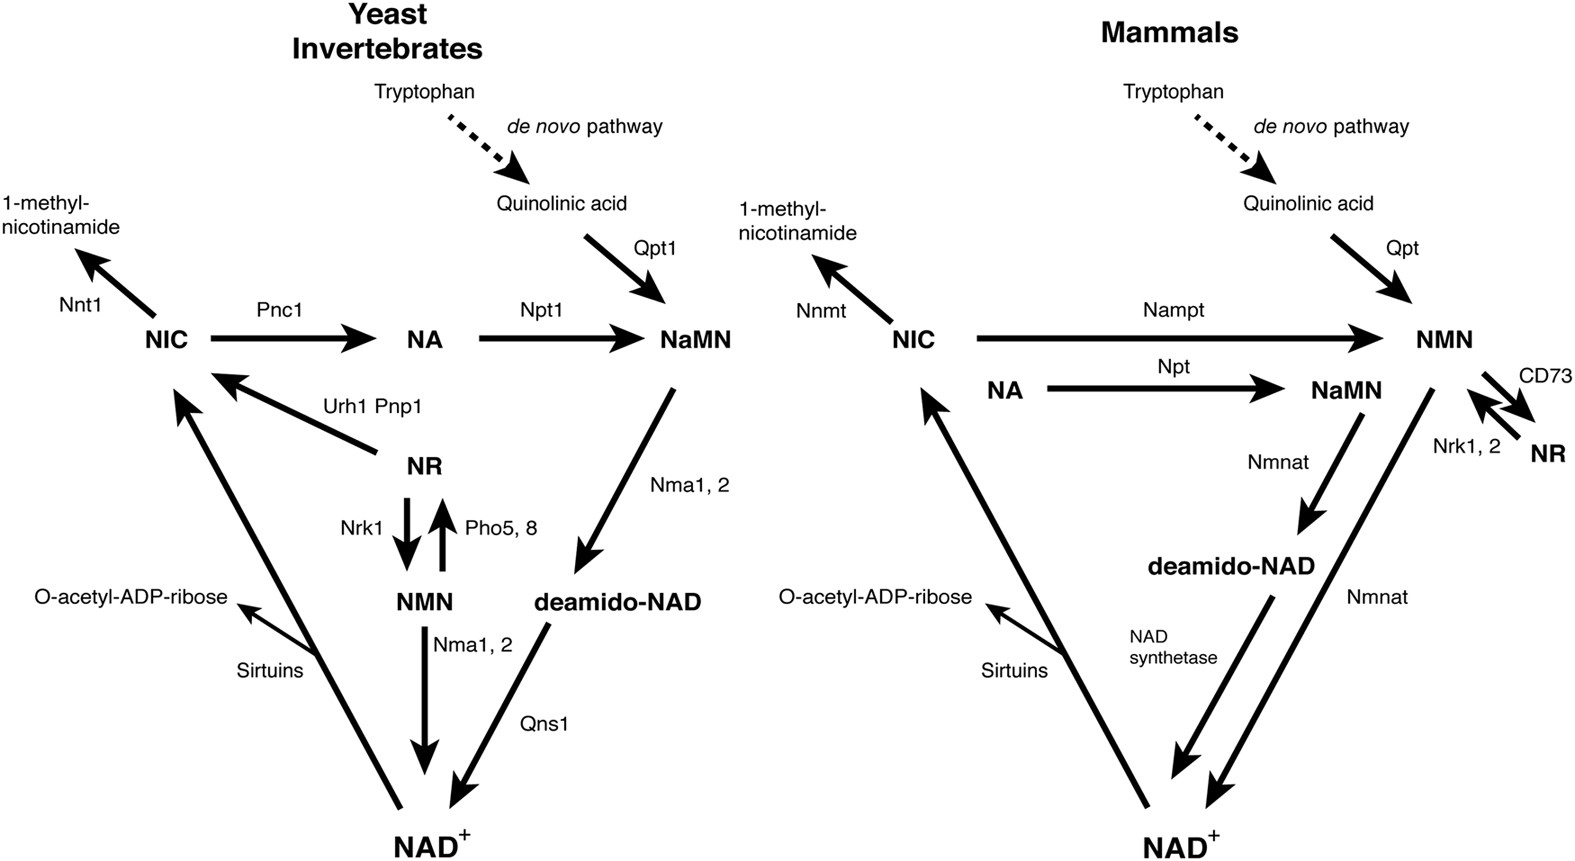 Yeast
Invertebrates
Tryptophan
de novo pathway
Quinolinic acid
1-methyl-
nicotinamide
Qpt1
Nnt1
Pnc1
Npt1
NIC
NA
NaMN
Urh1 Pnp1
NR
Nma1, 2
Nrk1
Pho5, 8
O-acetyl-ADP-ribose
NMN
deamido-NAD
Nma1, 2
Sirtuins
Qns1
NAD+
Mammals
Tryptophan
de novo pathway
Quinolinic acid
1-methyl-
nicotinamide
Qpt
Nnmt
Nampt
NIC
NMN
Npt
CD73
NA
NaMN
Nrk1, 2
NR
Nmnat
deamido-NAD
O-acetyl-ADP-ribose
Nmnat
NAD
synthetase
Sirtuins
NAD+